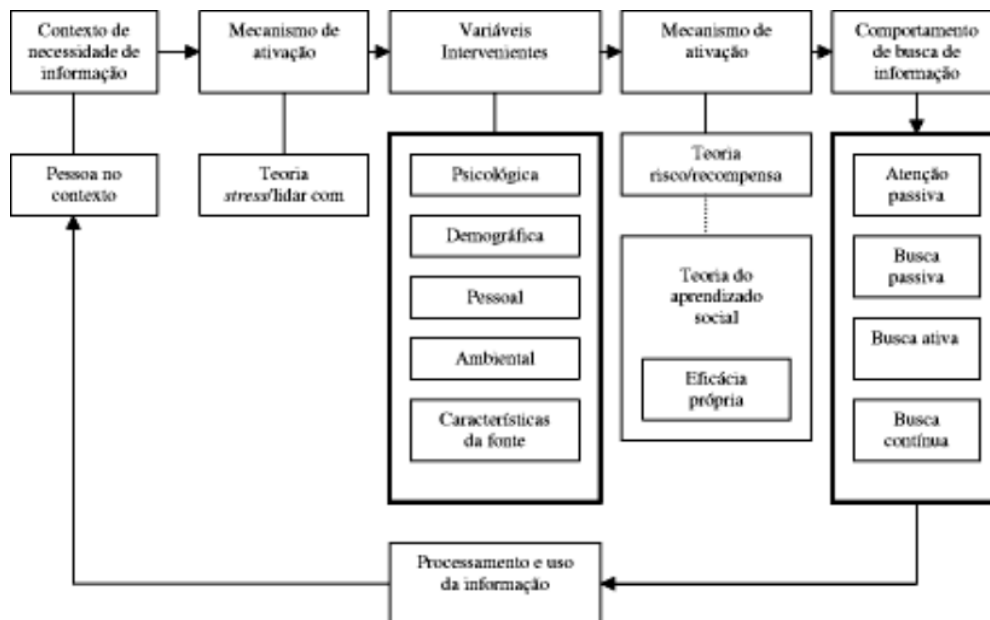 Contexto de
necessidade de
informação
Mecanismo de
ativação
Variáveis
Intervenientes
Mecanismo de
ativação
Comportamento
de busca de
informação
Pessoa no
contexto
Teoria
stress/lidar com
Psicológica
Demográfica
Pessoal
Ambiental
Características
da fonte
Teoria
risco/recompensa
Teoria do
aprendizado
social
Eficácia
própria
Atenção
passiva
Busca
passiva
Busca ativa
Busca
contínua
Processamento e uso
da informação